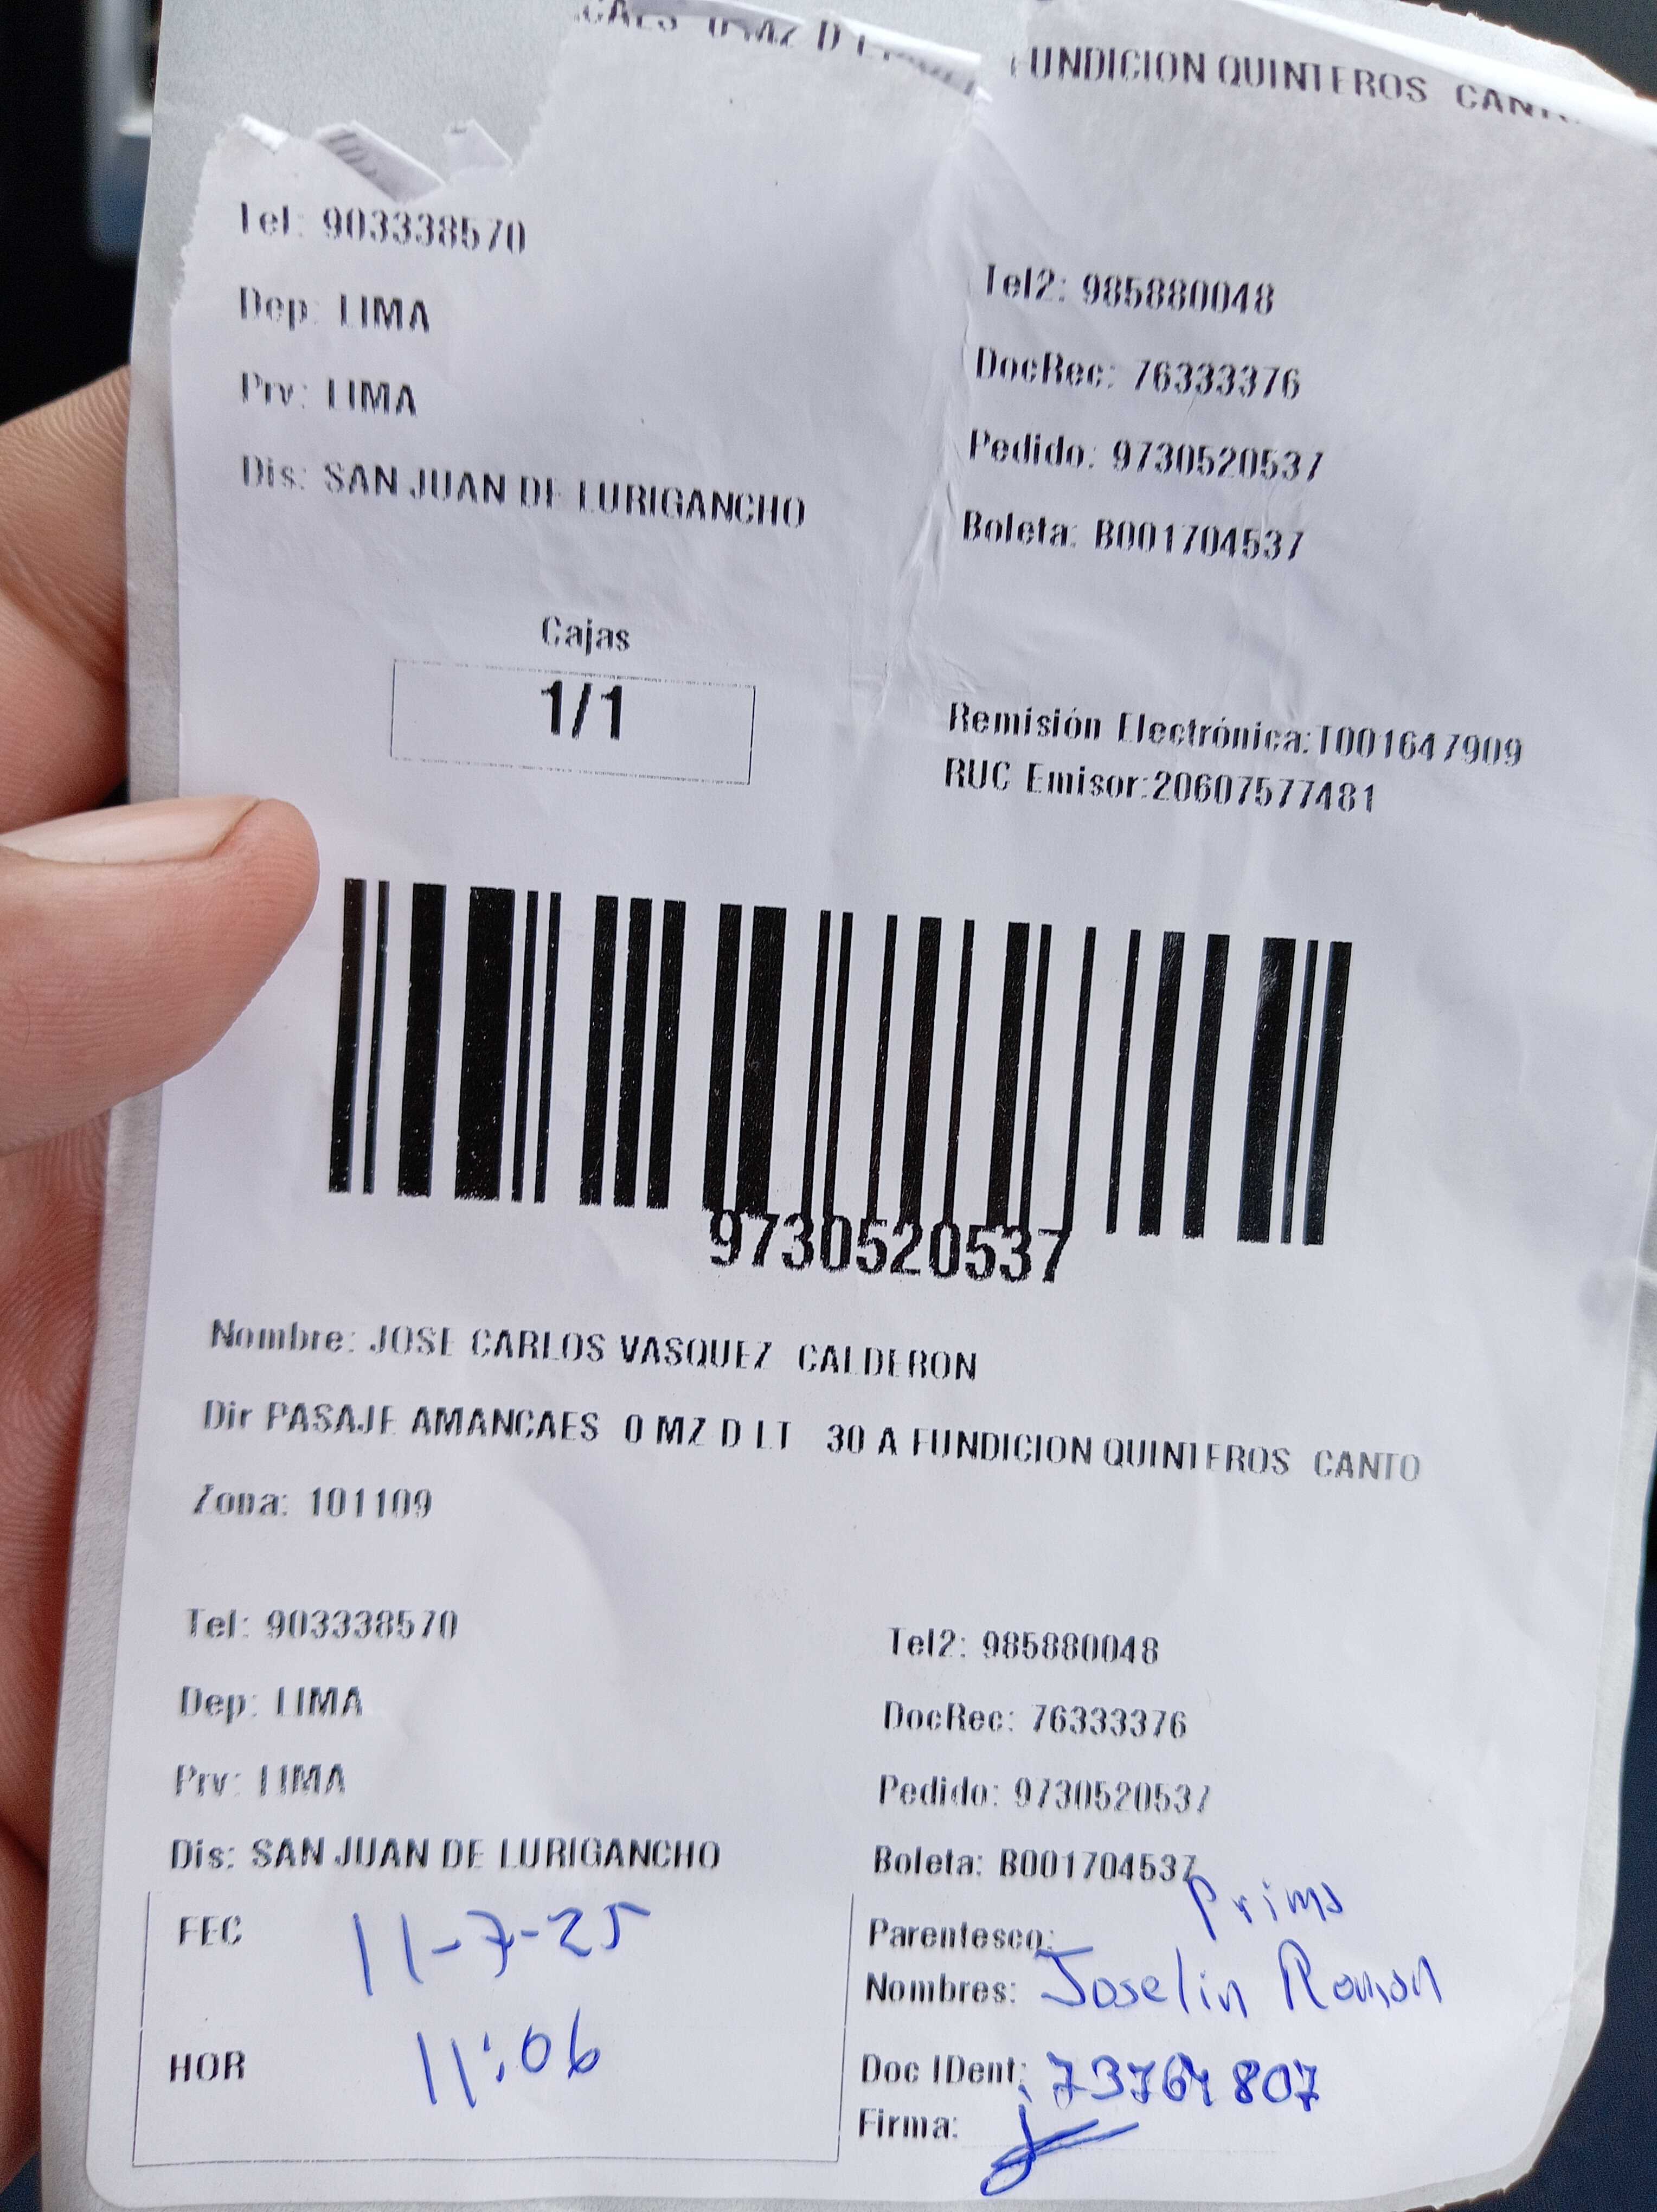 FUNDICION QUINTEROS
Tel: 903338570
Tel2: 985880048
Dep: LIMA
DocRec: 76333376
Prv: LIMA
Pedido: 9730520537
Dis: SAN JUAN DE LURIGANCHO
Boleta: B001704537
Cajas
1/1
Remisión Electrónica:T001647909
RUC Emisor:20607577481
9730520537
Nombre: JOSE CARLOS VASQUEZ CALDERON
Dir PASAJE AMANCAES 0 MZ D LT 30 A FUNDICION QUINTEROS CANTO
Zona: 101109
Tel: 903338570
Tel2: 985880048
Dep: LIMA
DocRec: 76333376
Prv: LIMA
Pedido: 9730520537
Dis: SAN JUAN DE LURIGANCHO
Boleta: B001704537
FEC 11-7-25
Parentesco: Prima
Nombres: Joselin Roman
HOR 11:06
Doc IDent: 73764807
Firma: